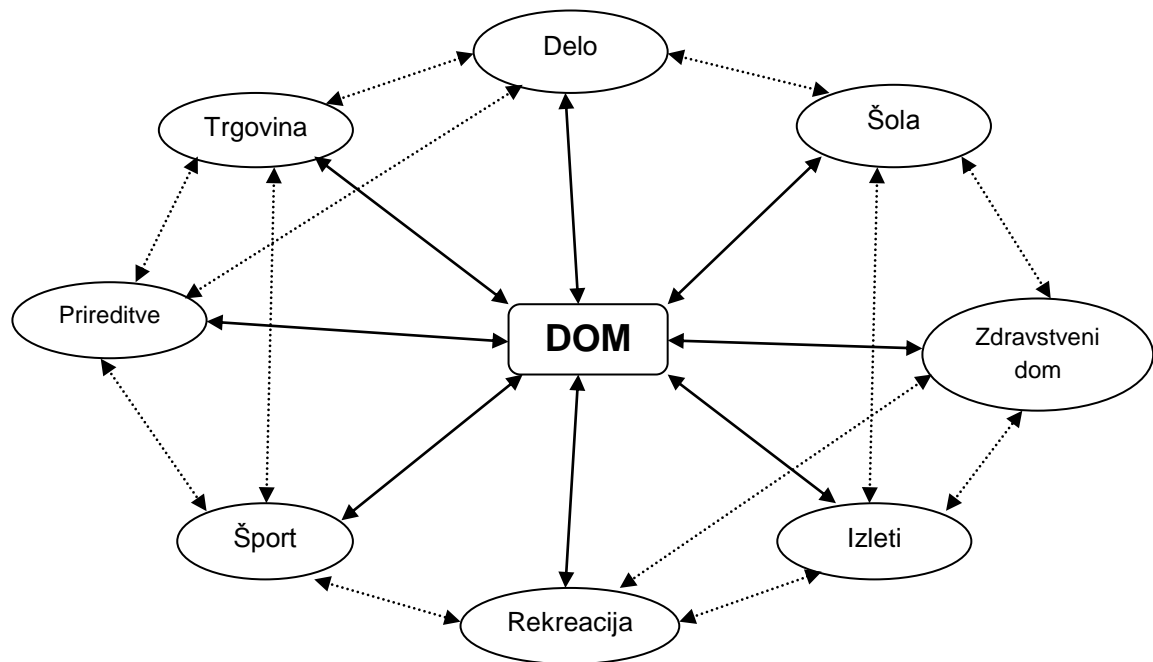 Delo
Trgovina
Šola
Prireditve
DOM
Zdravstveni
dom
Šport
Izleti
Rekreacija